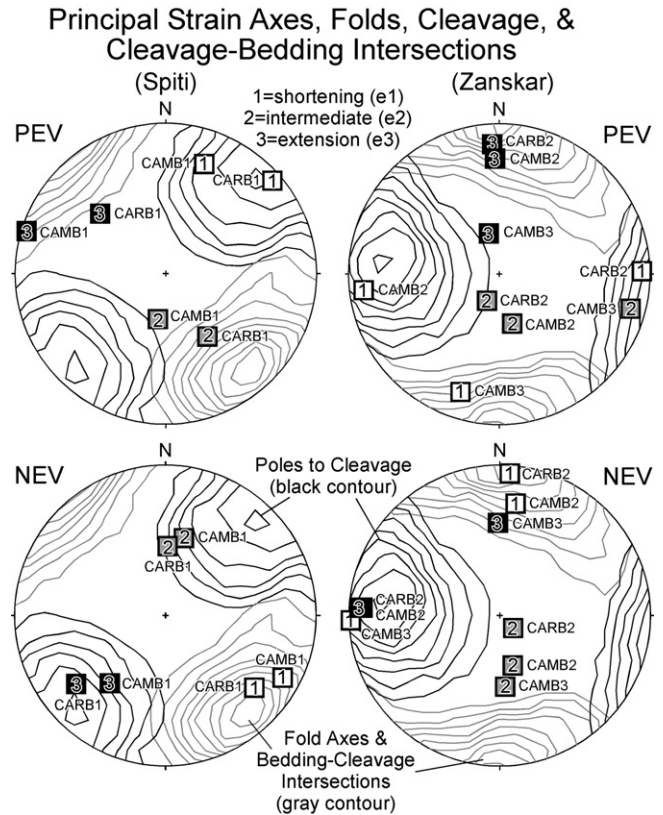 Principal Strain Axes, Folds, Cleavage, &
Cleavage-Bedding Intersections
(Spiti)
(Zanskar)
1=shortening (e1)
2=intermediate (e2)
3=extension (e3)
PEV
N
CAMB1 1
CARB1 1
3 CARB1
3 CAMB1
2 CAMB1
2 CARB1
N
PEV
3 CARB2
3 CAMB2
3 CAMB3
CARB2 1
1 CAMB2
CAMB3 2
2 CARB2
2 CAMB2
1 CAMB3
NEV
N
2 CAMB1
2 CARB1
3 CAMB1
3 CARB1
CAMB1 1
CARB1 1
Poles to Cleavage
(black contour)
Fold Axes &
Bedding-Cleavage
Intersections
(gray contour)
N
NEV
1 CARB2
1 CAMB2
3 CAMB3
3 CARB2
CAMB2
1 CAMB3
2 CARB2
2 CAMB2
2 CAMB3